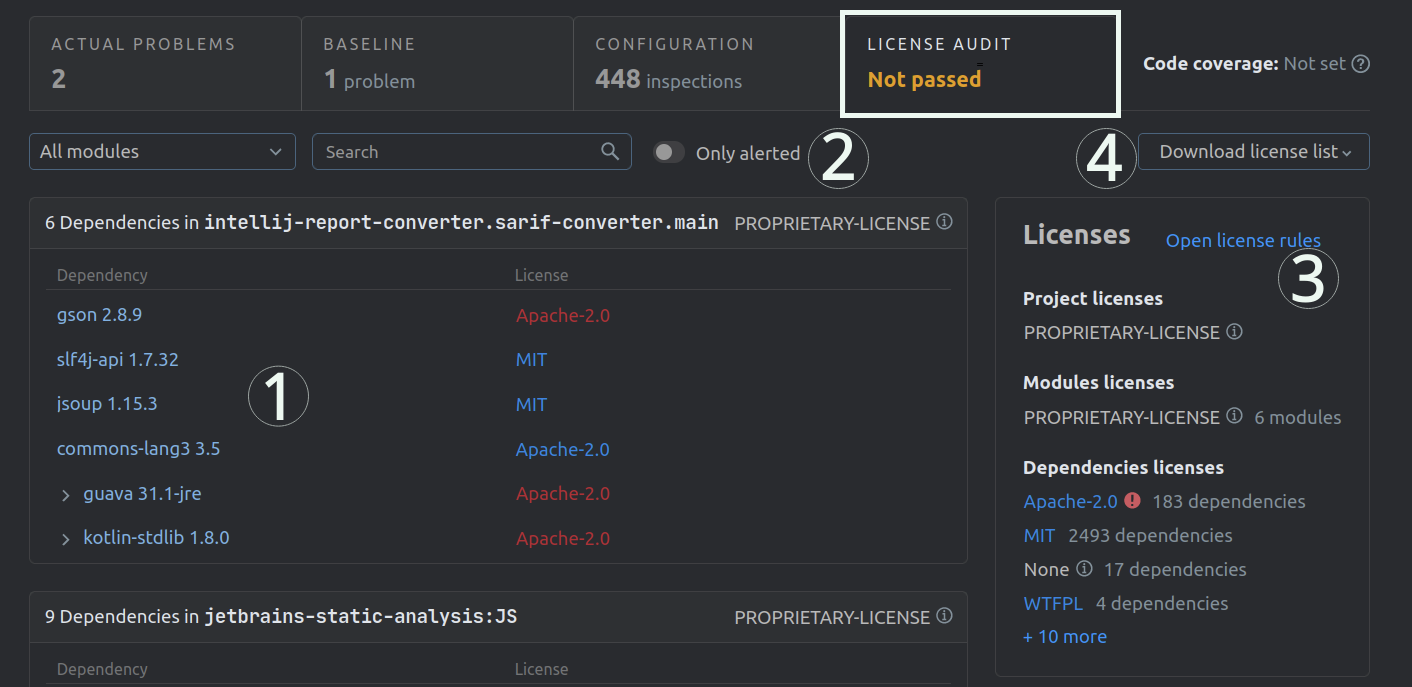 ACTUAL PROBLEMS
2
BASELINE
1 problem
CONFIGURATION
448 inspections
LICENSE AUDIT
Not passed
Code coverage: Not set
All modules
Search
Only alerted
2
4
Download license list
6 Dependencies in intellij-report-converter.sarif-converter.main PROPRIETARY-LICENSE
Dependency License
gson 2.8.9 Apache-2.0
slf4j-api 1.7.32 MIT
jsoup 1.15.3 MIT
1
commons-lang3 3.5 Apache-2.0
guava 31.1-jre Apache-2.0
kotlin-stdlib 1.8.0 Apache-2.0
9 Dependencies in jetbrains-static-analysis:JS PROPRIETARY-LICENSE
Dependency License
Licenses Open license rules
3
Project licenses
PROPRIETARY-LICENSE
Modules licenses
PROPRIETARY-LICENSE 6 modules
Dependencies licenses
Apache-2.0 183 dependencies
MIT 2493 dependencies
None 17 dependencies
WTFPL 4 dependencies
+ 10 more